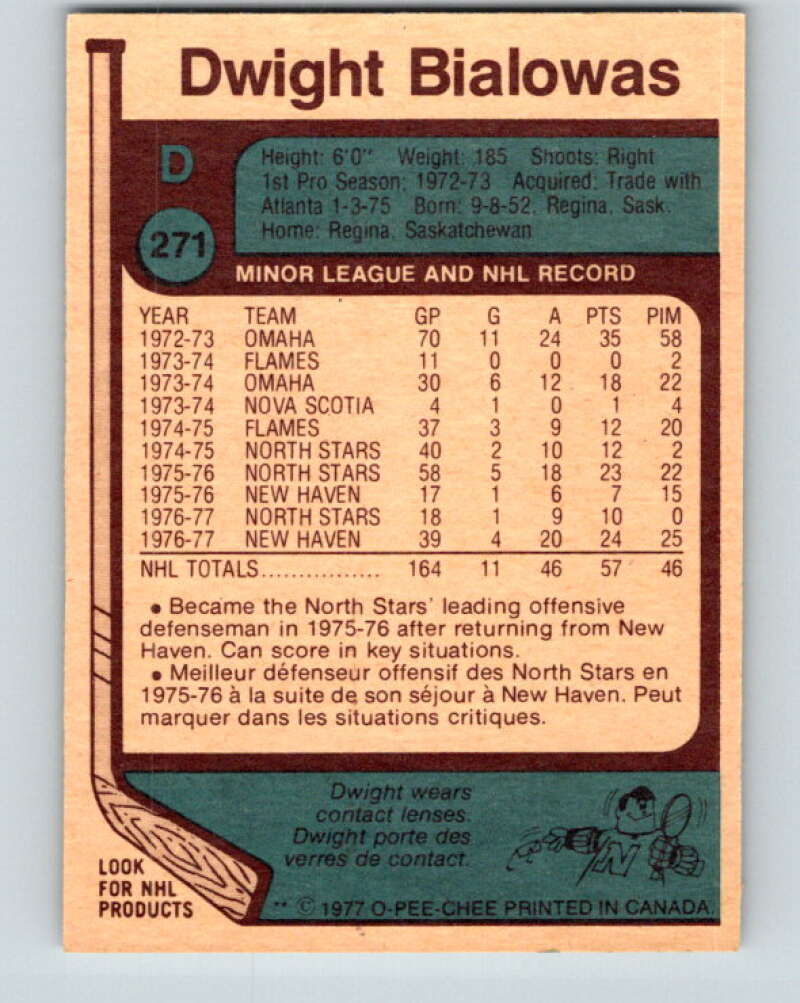 Dwight Bialowas
D
Height: 6'0" Weight: 185 Shoots: Right
1st Pro Season: 1972-73 Acquired: Trade with
Atlanta 1-3-75 Born: 9-8-52, Regina, Sask.
Home: Regina, Saskatchewan
271
MINOR LEAGUE AND NHL RECORD
YEAR TEAM GP G A PTS PIM
1972-73 OMAHA 70 11 24 35 58
1973-74 FLAMES 11 0 0 0 2
1973-74 OMAHA 30 6 12 18 22
1973-74 NOVA SCOTIA 4 1 0 1 4
1974-75 FLAMES 37 3 9 12 20
1974-75 NORTH STARS 40 2 10 12 2
1975-76 NORTH STARS 58 5 18 23 22
1975-76 NEW HAVEN 17 1 6 7 15
1976-77 NORTH STARS 18 1 9 10 0
1976-77 NEW HAVEN 39 4 20 24 25
NHL TOTALS................ 164 11 46 57 46
• Became the North Stars' leading offensive
defenseman in 1975-76 after returning from New
Haven. Can score in key situations.
• Meilleur défenseur offensif des North Stars en
1975-76 à la suite de son séjour à New Haven. Peut
marquer dans les situations critiques.
Dwight wears
contact lenses.
Dwight porte des
verres de contact.
N
LOOK
FOR NHL
PRODUCTS
** © 1977 O-PEE-CHEE PRINTED IN CANADA.